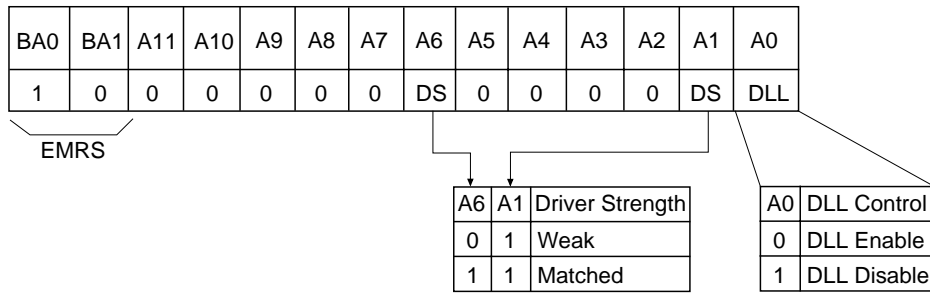 BA0 BA1 A11 A10 A9 A8 A7 A6 A5 A4 A3 A2 A1 A0
1 0 0 0 0 0 0 DS 0 0 0 0 DS DLL
EMRS
A6 A1 Driver Strength
0 1 Weak
1 1 Matched
A0 DLL Control
0 DLL Enable
1 DLL Disable